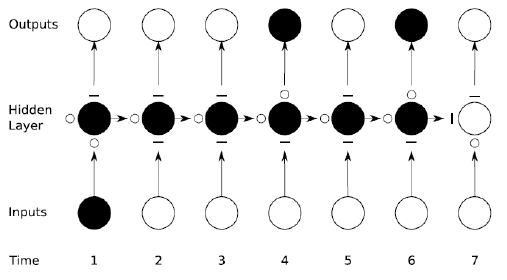 Outputs
Hidden
Layer
Inputs
Time 1 2 3 4 5 6 7